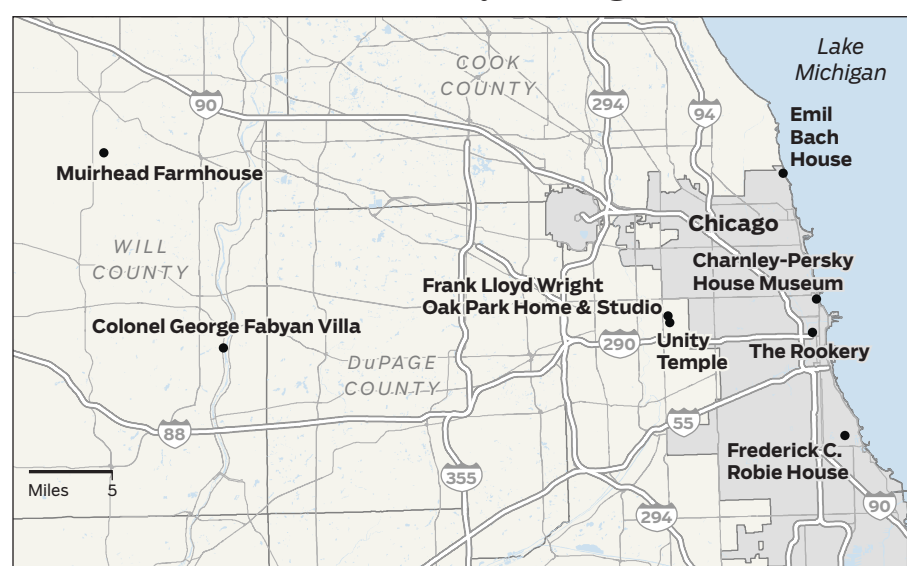 Lake
Michigan
COOK
COUNTY
90
294
94
Emil
Bach
House
Muirhead Farmhouse
Chicago
WILL
COUNTY
Charnley-Persky
House Museum
Frank Lloyd Wright
Oak Park Home & Studio
Colonel George Fabyan Villa
290
Unity
Temple
The Rookery
DuPAGE
COUNTY
88
55
Frederick C.
Robie House
355
Miles 5
294
90